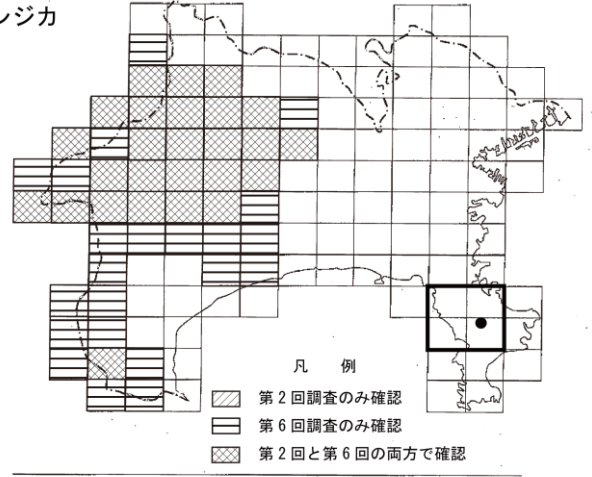 ンジカ
凡 例
第2回調査のみ確認
第6回調査のみ確認
第2回と第6回の両方で確認